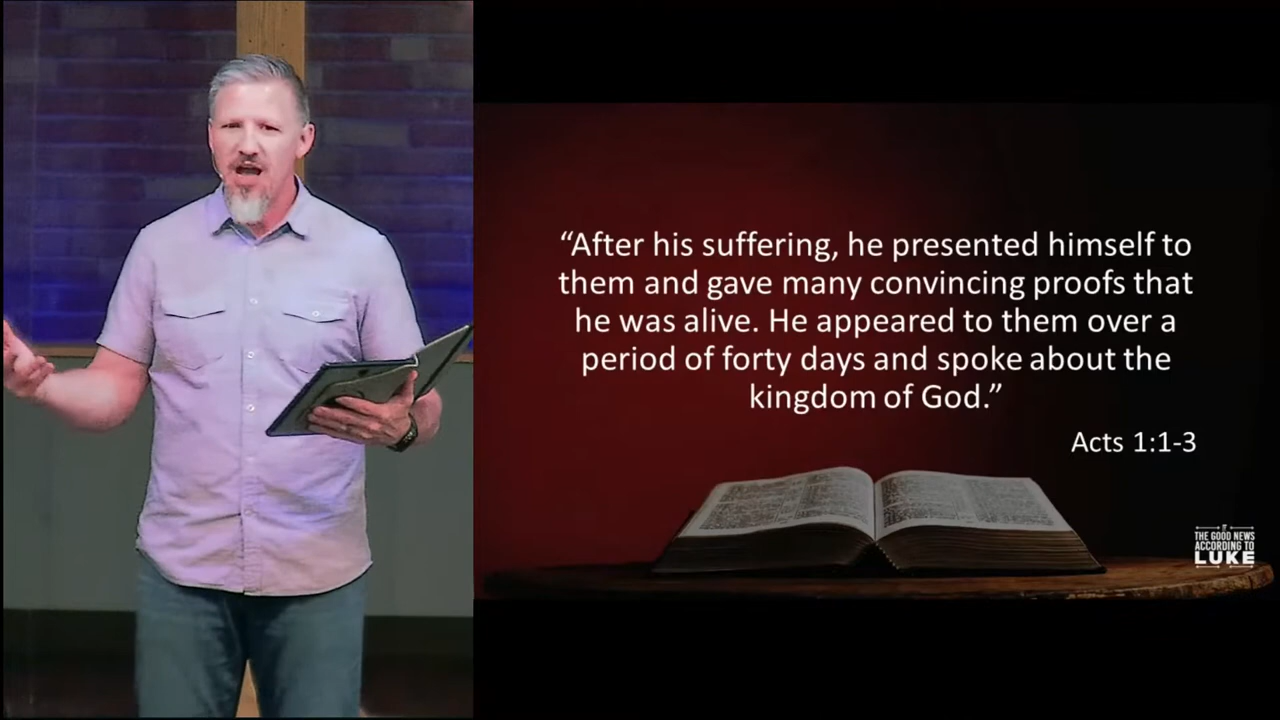 “After his suffering, he presented himself to
them and gave many convincing proofs that
he was alive. He appeared to them over a
period of forty days and spoke about the
kingdom of God.”
Acts 1:1-3
THE GOOD NEWS
ACCORDING TO
LUKE